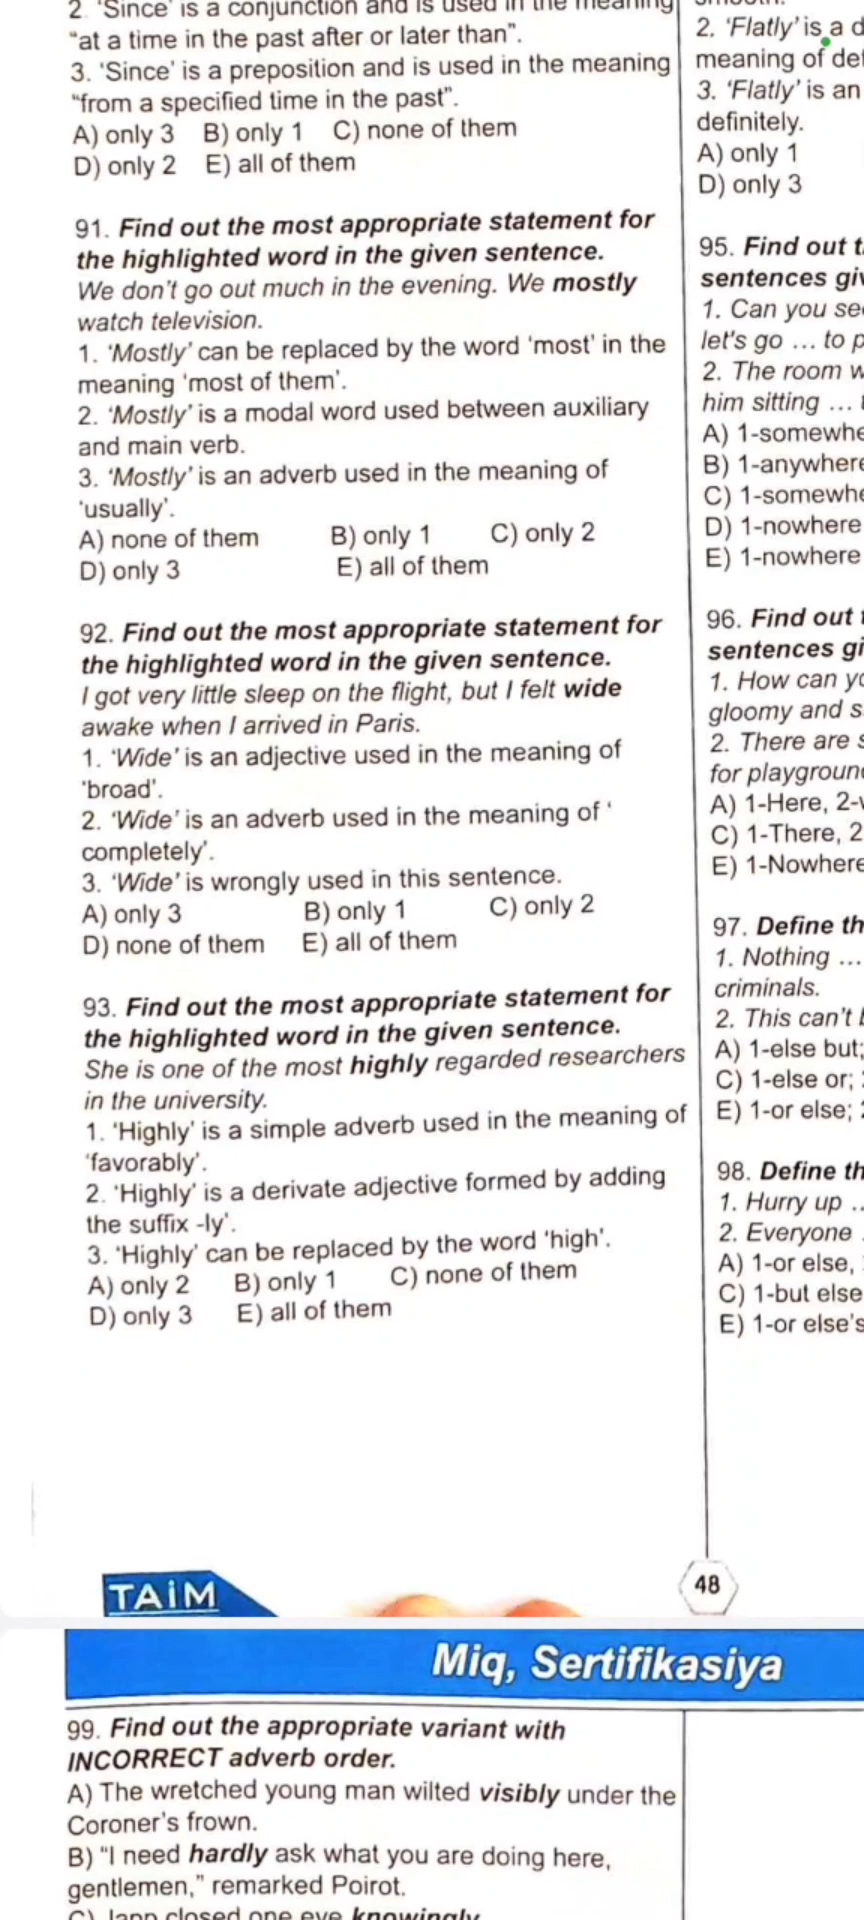 2. 'Since' is a conjunction and is used in the meaning
“at a time in the past after or later than”.
3. 'Since' is a preposition and is used in the meaning
“from a specified time in the past”.
A) only 3 B) only 1 C) none of them
D) only 2 E) all of them
91. Find out the most appropriate statement for
the highlighted word in the given sentence.
We don't go out much in the evening. We mostly
watch television.
1. 'Mostly' can be replaced by the word 'most' in the
meaning 'most of them'.
2. 'Mostly' is a modal word used between auxiliary
and main verb.
3. 'Mostly' is an adverb used in the meaning of
'usually'.
A) none of them B) only 1 C) only 2
D) only 3 E) all of them
92. Find out the most appropriate statement for
the highlighted word in the given sentence.
I got very little sleep on the flight, but I felt wide
awake when I arrived in Paris.
1. 'Wide' is an adjective used in the meaning of
'broad'.
2. 'Wide' is an adverb used in the meaning of '
completely'.
3. 'Wide' is wrongly used in this sentence.
A) only 3 B) only 1 C) only 2
D) none of them E) all of them
93. Find out the most appropriate statement for
the highlighted word in the given sentence.
She is one of the most highly regarded researchers
in the university.
1. 'Highly' is a simple adverb used in the meaning of
'favorably'.
2. 'Highly' is a derivate adjective formed by adding
the suffix -ly'.
3. 'Highly' can be replaced by the word 'high'.
A) only 2 B) only 1 C) none of them
D) only 3 E) all of them
2. 'Flatly' is a
meaning of
3. 'Flatly' is an
definitely.
A) only 1
D) only 3
95. Find out
sentences
1. Can you
let's go ... to
2. The room
him sitting ...
A) 1-somewhe
B) 1-anywhere
C) 1-somewhe
D) 1-nowhere
E) 1-nowhere
96. Find out
sentences
1. How can
gloomy and
2. There are
for
A) 1-Here, 2-
C) 1-There, 2
E) 1-Nowhere
97. Define
1. Nothing ...
criminals.
2. This can't
A) 1-else but;
C) 1-else or;
E) 1-or else;
98. Define
1. Hurry up ..
2. Everyone
A) 1-or else,
C) 1-but else
E) 1-or else's
TAİM
48
Miq, Sertifikasiya
99. Find out the appropriate variant with
INCORRECT adverb order.
A) The wretched young man wilted visibly under the
Coroner's frown.
B) “I need hardly ask what you are doing here,
gentlemen,” remarked Poirot.
C) Japp closed one eye knowingly